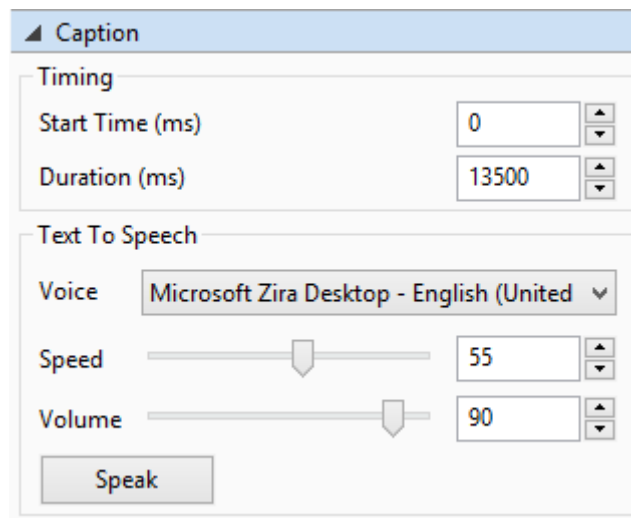 Caption
Timing
Start Time (ms) 0
Duration (ms) 13500
Text To Speech
Voice Microsoft Zira Desktop - English (United
Speed 55
Volume 90
Speak